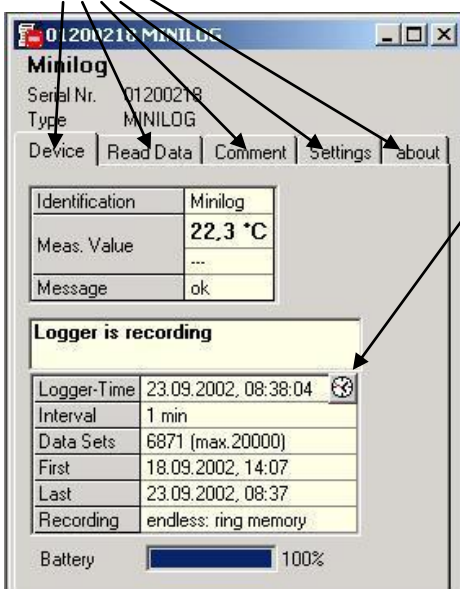 01200218 MINILOG
Minilog
Serial Nr. 01200218
Type MINILOG
Device Read Data Comment Settings about
Identification Minilog
Meas. Value 22,3 °C
---
Message ok
Logger is recording
Logger-Time 23.09.2002, 08:38:04
Interval 1 min
Data Sets 6871 (max.20000)
First 18.09.2002, 14:07
Last 23.09.2002, 08:37
Recording endless: ring memory
Battery 100%